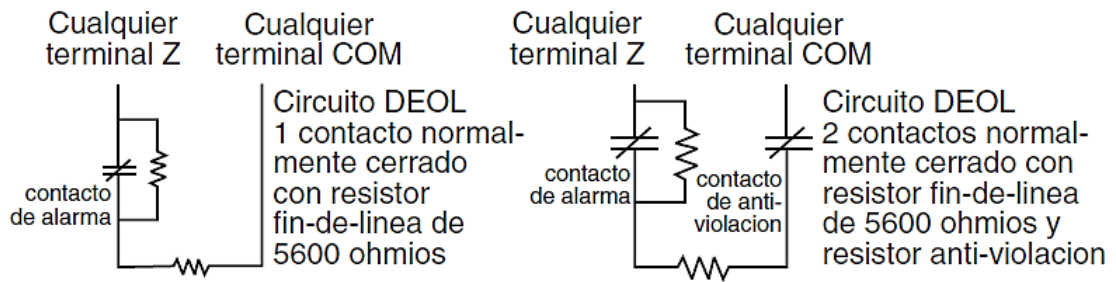 Cualquier
terminal Z
Cualquier
terminal COM
Circuito DEOL
1 contacto normal-
mente cerrado
con resistor
fin-de-linea de
5600 ohmios
contacto
de alarma
Cualquier
terminal Z
Cualquier
terminal COM
Circuito DEOL
2 contactos normal-
mente cerrado con
resistor fin-de-linea
de 5600 ohmios y
resistor anti-violacion
contacto
de alarma
contacto
de anti-
violacion